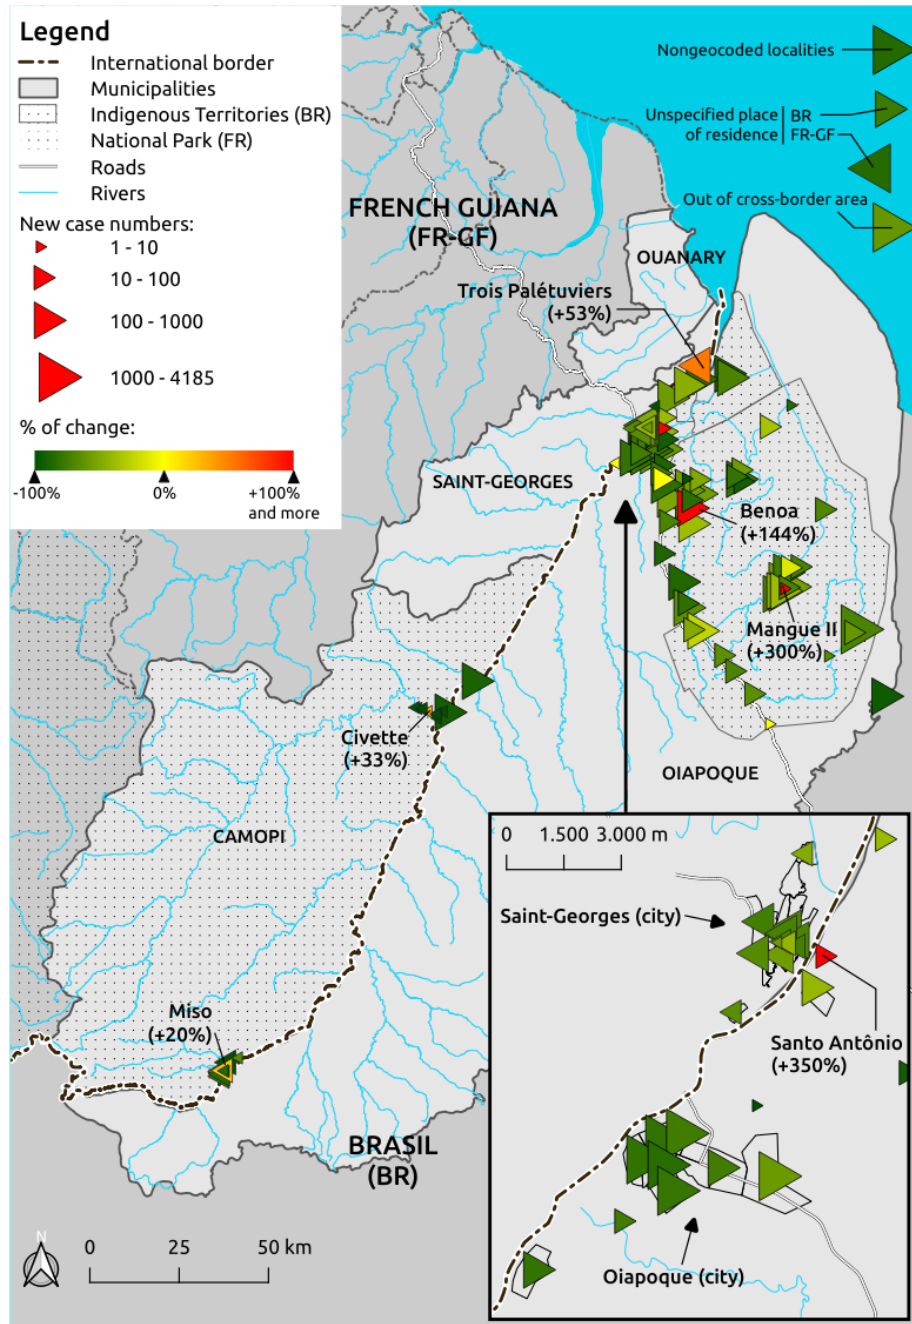 Legend
International border
Municipalities
Indigenous Territories (BR)
National Park (FR)
Roads
Rivers
New case numbers:
1 - 10
10 - 100
100 - 1000
1000 - 4185
% of change:
-100%
0%
+100%
and more
Nongeocoded localities
Unspecified place
of residence
BR
FR-GF
Out of cross-border area
FRENCH GUIANA
(FR-GF)
OUANARY
Trois Palétuviers
(+53%)
SAINT-GEORGES
Benoa
(+144%)
Mangue II
(+300%)
Civette
(+33%)
OIAPOQUE
CAMOPI
Miso
(+20%)
BRASIL
(BR)
N
0 25 50 km
0 1.500 3.000 m
Saint-Georges (city)
Santo Antônio
(+350%)
Oiapoque (city)